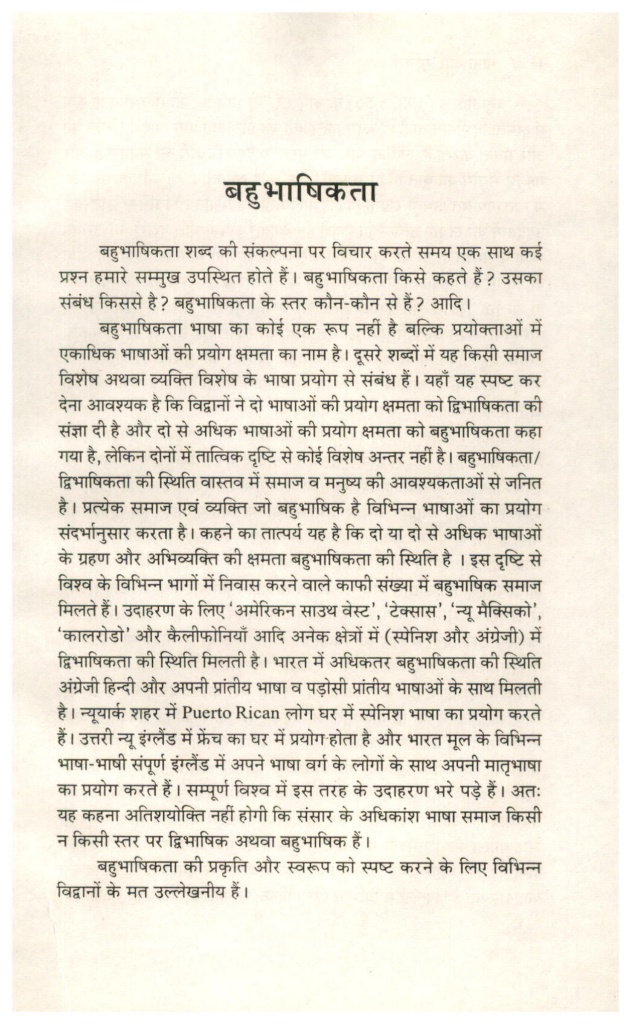 बहुभाषिकता
बहुभाषिकता शब्द की संकल्पना पर विचार करते समय एक साथ कई
प्रश्न हमारे सम्मुख उपस्थित होते हैं। बहुभाषिकता किसे कहते हैं? उसका
संबंध किससे है? बहुभाषिकता के स्तर कौन-कौन से हैं? आदि।
बहुभाषिकता भाषा का कोई एक रूप नहीं है बल्कि प्रयोक्ताओं में
एकाधिक भाषाओं की प्रयोग क्षमता का नाम है। दूसरे शब्दों में यह किसी समाज
विशेष अथवा व्यक्ति विशेष के भाषा प्रयोग से संबंध हैं। यहाँ यह स्पष्ट कर
देना आवश्यक है कि विद्वानों ने दो भाषाओं की प्रयोग क्षमता को द्विभाषिकता की
संज्ञा दी है और दो से अधिक भाषाओं की प्रयोग क्षमता को बहुभाषिकता कहा
गया है, लेकिन दोनों में तात्विक दृष्टि से कोई विशेष अन्तर नहीं है। बहुभाषिकता/
द्विभाषिकता की स्थिति वास्तव में समाज व मनुष्य की आवश्यकताओं से जनित
है। प्रत्येक समाज एवं व्यक्ति जो बहुभाषिक है विभिन्न भाषाओं का प्रयोग
संदर्भानुसार करता है। कहने का तात्पर्य यह है कि दो या दो से अधिक भाषाओं
के ग्रहण और अभिव्यक्ति की क्षमता बहुभाषिकता की स्थिति है । इस दृष्टि से
विश्व के विभिन्न भागों में निवास करने वाले काफी संख्या में बहुभाषिक समाज
मिलते हैं। उदाहरण के लिए ‘अमेरिकन साउथ वेस्ट’, ‘टेक्सास’, ‘न्यू मैक्सिको’,
‘कालरोडो’ और कैलीफोनियाँ आदि अनेक क्षेत्रों में (स्पेनिश और अंग्रेजी) में
द्विभाषिकता की स्थिति मिलती है। भारत में अधिकतर बहुभषिकता की स्थिति
अंग्रेजी हिन्दी और अपनी प्रांतीय भाषा व पड़ोसी प्रांतीय भाषाओं के साथ मिलती
है। न्यूयार्क शहर में Puerto Rican लोग घर में स्पेनिश भाषा का प्रयोग करते
हैं। उत्तरी न्यू इंग्लैंड में फ्रेंच का घर में प्रयोग होता है और भारत मूल के विभिन्न
भाषा-भाषी संपूर्ण इंग्लैंड में अपने भाषा वर्ग के लोगों के साथ अपनी मातृभाषा
का प्रयोग करते हैं। सम्पूर्ण विश्व में इस तरह के उदाहरण भरे पड़े हैं। अतः
यह कहना अतिशयोक्ति नहीं होगी कि संसार के अधिकांश भाषा समाज किसी
न किसी स्तर पर द्विभाषिक अथवा बहुभाषिक हैं।
बहुभाषिकता की प्रकृति और स्वरूप को स्पष्ट करने के लिए विभिन्न
विद्वानों के मत उल्लेखनीय हैं।